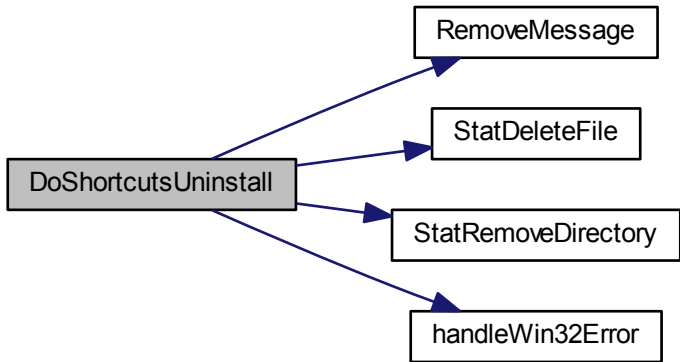 RemoveMessage
StatDeleteFile
DoShortcutsUninstall
StatRemoveDirectory
handleWin32Error